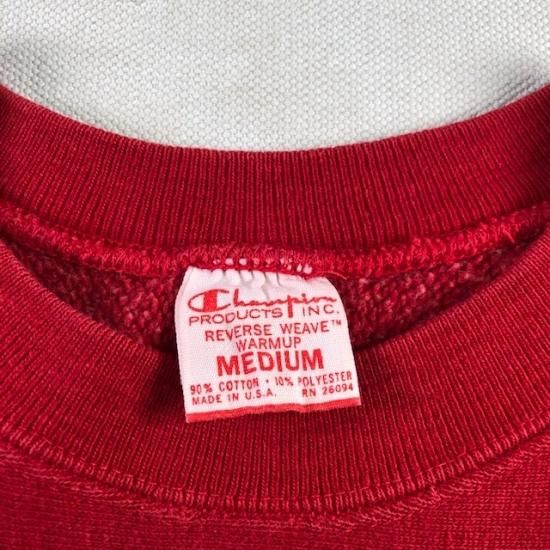 Champion
PRODUCTS INC.
REVERSE WEAVE™
WARMUP
MEDIUM
90% COTTON • 10% POLYESTER
MADE IN U.S.A. RN 26094